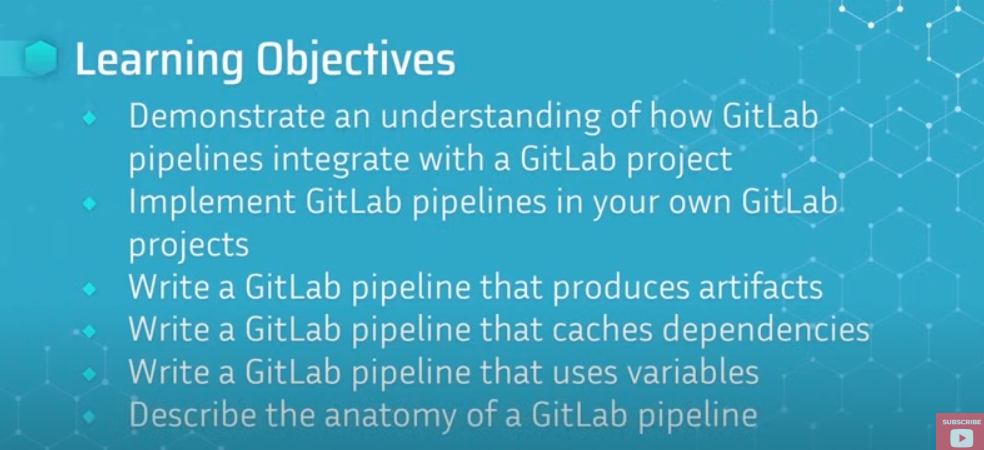 Learning Objectives
Demonstrate an understanding of how GitLab
pipelines integrate with a GitLab project
Implement GitLab pipelines in your own GitLab
projects
Write a GitLab pipeline that produces artifacts
Write a GitLab pipeline that caches dependencies
Write a GitLab pipeline that uses variables
Describe the anatomy of a GitLab pipeline
SUBSCRIBE